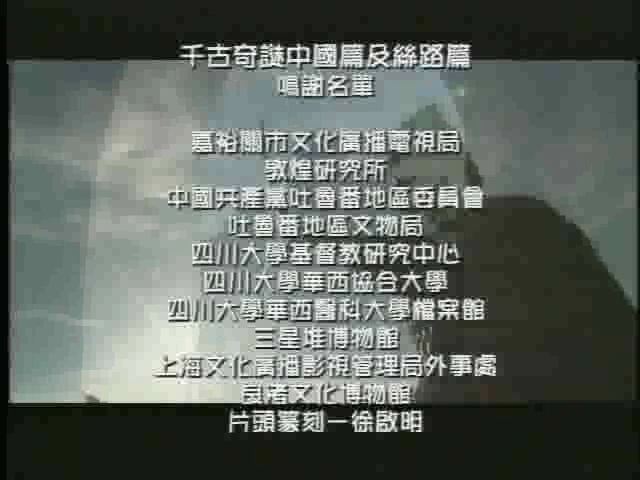 千古奇謎中國篇及絲路篇
鳴謝名單
嘉裕關市文化廣播電視局
敦煌研究所
中國共產黨吐魯番地區委員會
吐魯番地區文物局
四川大學基督教研究中心
四川大學華西協合大學
四川大學華西醫科大學檔案館
三星堆博物館
上海文化廣播影視管理局外事處
良渚文化博物館
片頭篆刻－徐啟明